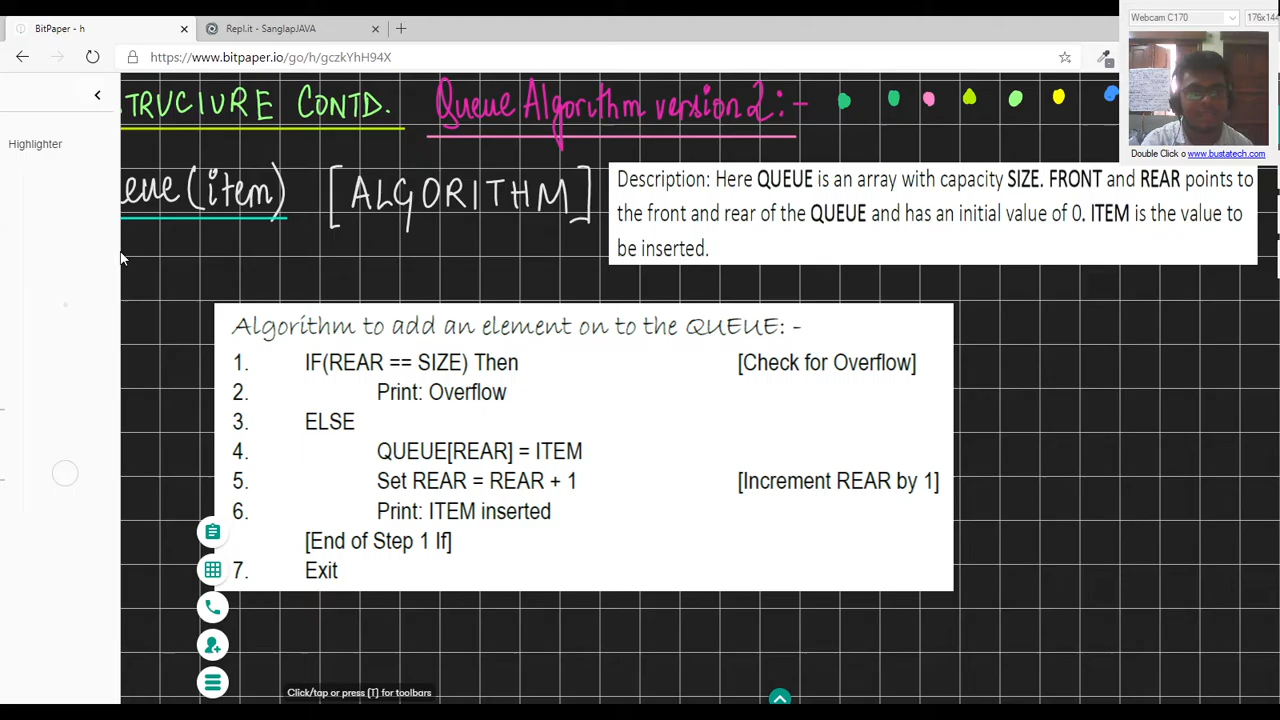 BitPaper - h
Repl.it - SanglapJAVA
Webcam C170
176x14
https://www.bitpaper.io/go/h/gczkYhH94X
TRUCTURE CONTD.
Queue Algorithm version 2:-
Double Click o www.bustatech.com
Highlighter
eue(item)
[ALGORITHM]
Description: Here QUEUE is an array with capacity SIZE. FRONT and REAR points to
the front and rear of the QUEUE and has an initial value of 0. ITEM is the value to
be inserted.
Algorithm to add an element on to the QUEUE: -
1. IF(REAR == SIZE) Then [Check for Overflow]
2. Print: Overflow
3. ELSE
4. QUEUE[REAR] = ITEM
5. Set REAR = REAR + 1 [Increment REAR by 1]
6. Print: ITEM inserted
[End of Step 1 If]
7. Exit
Click/tap or press (T) for toolbars